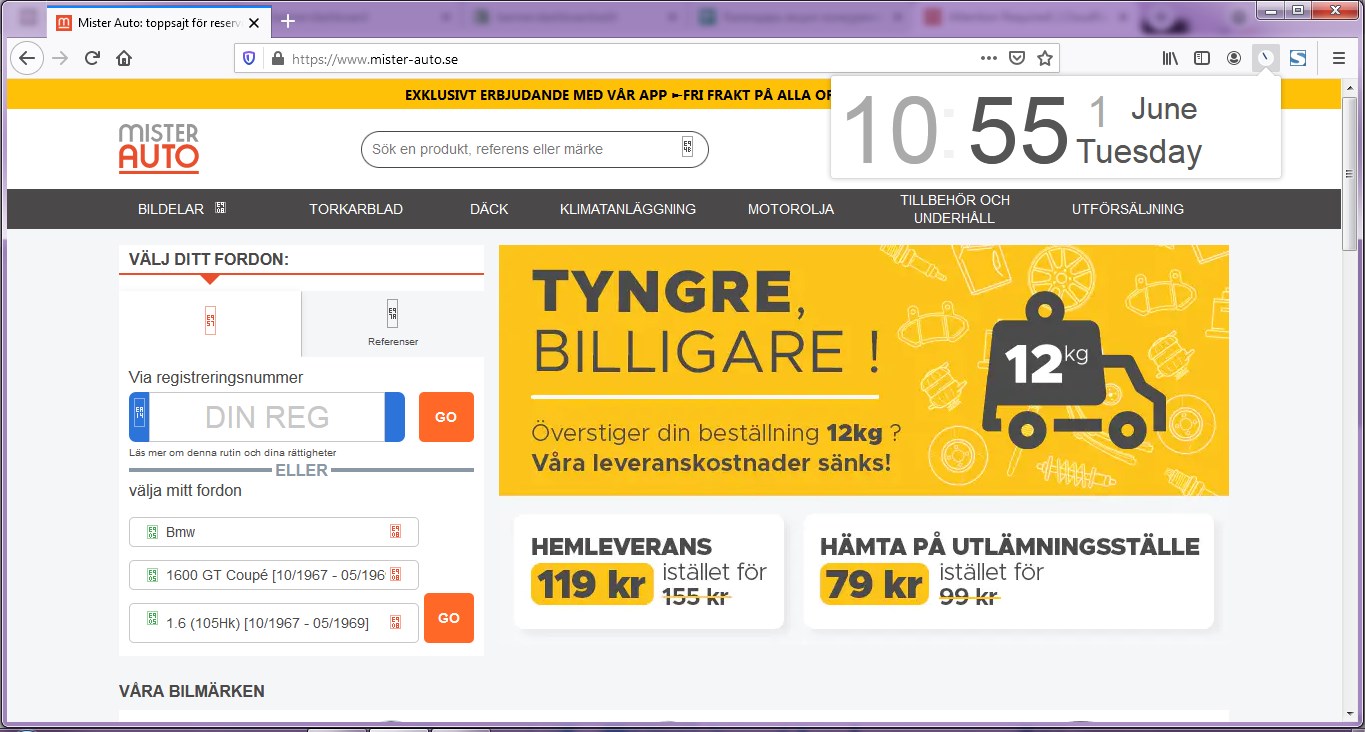 Mister Auto: toppsajt för reserv
https://www.mister-auto.se
EXKLUSIVT ERBJUDANDE MED VÅR APP ➸FRI FRAKT PÅ ALLA OF
10:55 1 June
Tuesday
MISTER
AUTO
Sök en produkt, referens eller märke
BILDELAR
TORKARBLAD
DÄCK
KLIMATANLÄGGNING
MOTOROLJA
TILLBEHÖR OCH
UNDERHÅLL
UTFÖRSÄLJNING
VÄLJ DITT FORDON:
Referenser
Via registreringsnummer
DIN REG
GO
Läs mer om denna rutin och dina rättigheter
ELLER
välja mitt fordon
Bmw
1600 GT Coupé [10/1967 - 05/196
1.6 (105Hk) [10/1967 - 05/1969]
GO
TYNGRE,
BILLIGARE !
Överstiger din beställning 12kg ?
Våra leveranskostnader sänks!
12kg
HEMLEVERANS
119 kr istället för
155 kr
HÄMTA PÅ UTLÄMNINGSSTÄLLE
79 kr istället för
99 kr
VÅRA BILMÄRKEN